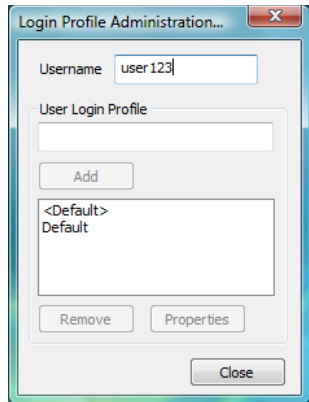 Login Profile Administration...
Username user123
User Login Profile
Add
<Default>
Default
Remove Properties
Close